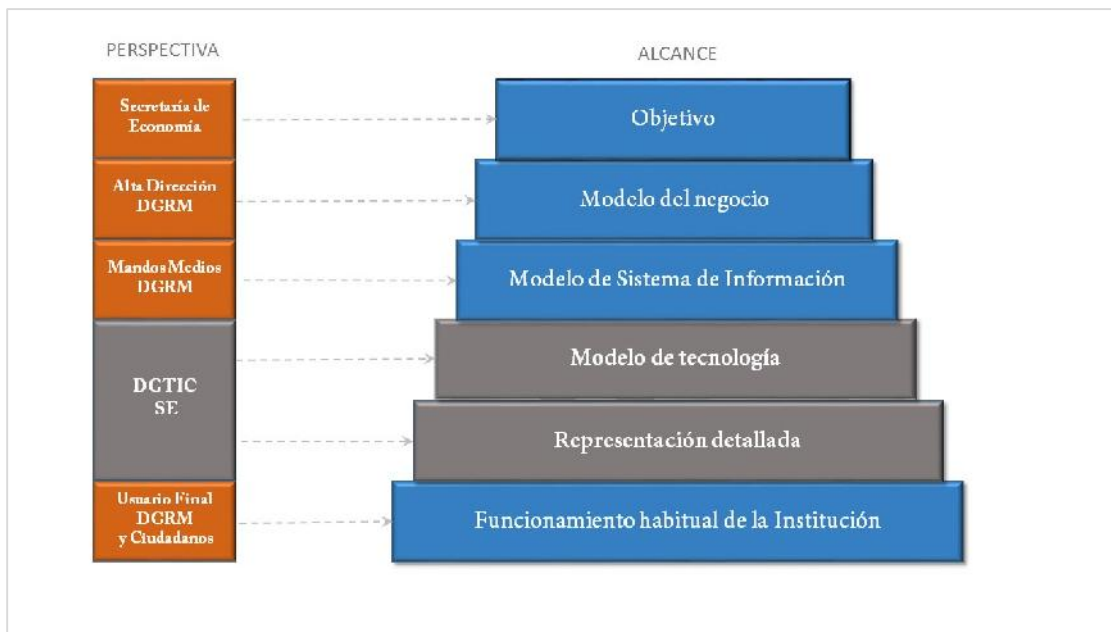 PERSPECTIVA
ALCANCE
Secretaría de
Economía
Objetivo
Alta Dirección
DGRM
Modelo del negocio
Mandos Medios
DGRM
Modelo de Sistema de Información
DGTIC
SE
Modelo de tecnología
Representación detallada
Usuario Final
DGRM
y Ciudadanos
Funcionamiento habitual de la Institución